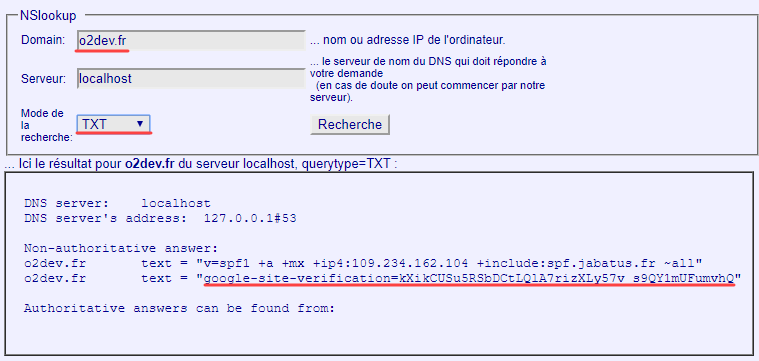 NSlookup
Domain: o2dev.fr ... nom ou adresse IP de l'ordinateur.
... le serveur de nom du DNS qui doit répondre à
Serveur: localhost votre demande
(en cas de doute on peut commencer par notre
serveur).
Mode de
la
recherche: TXT Recherche
... Ici le résultat pour o2dev.fr du serveur localhost, querytype=TXT :
DNS server: localhost
DNS server's address: 127.0.0.1#53
Non-authoritative answer:
o2dev.fr text = "v=spf1 +a +mx +ip4:109.234.162.104 +include:spf.jabatus.fr ~all"
o2dev.fr text = "google-site-verification=kXikCUSu5RSbDCtLQlA7rizXLy57v_s9QY1mUFumvhQ"
Authoritative answers can be found from: